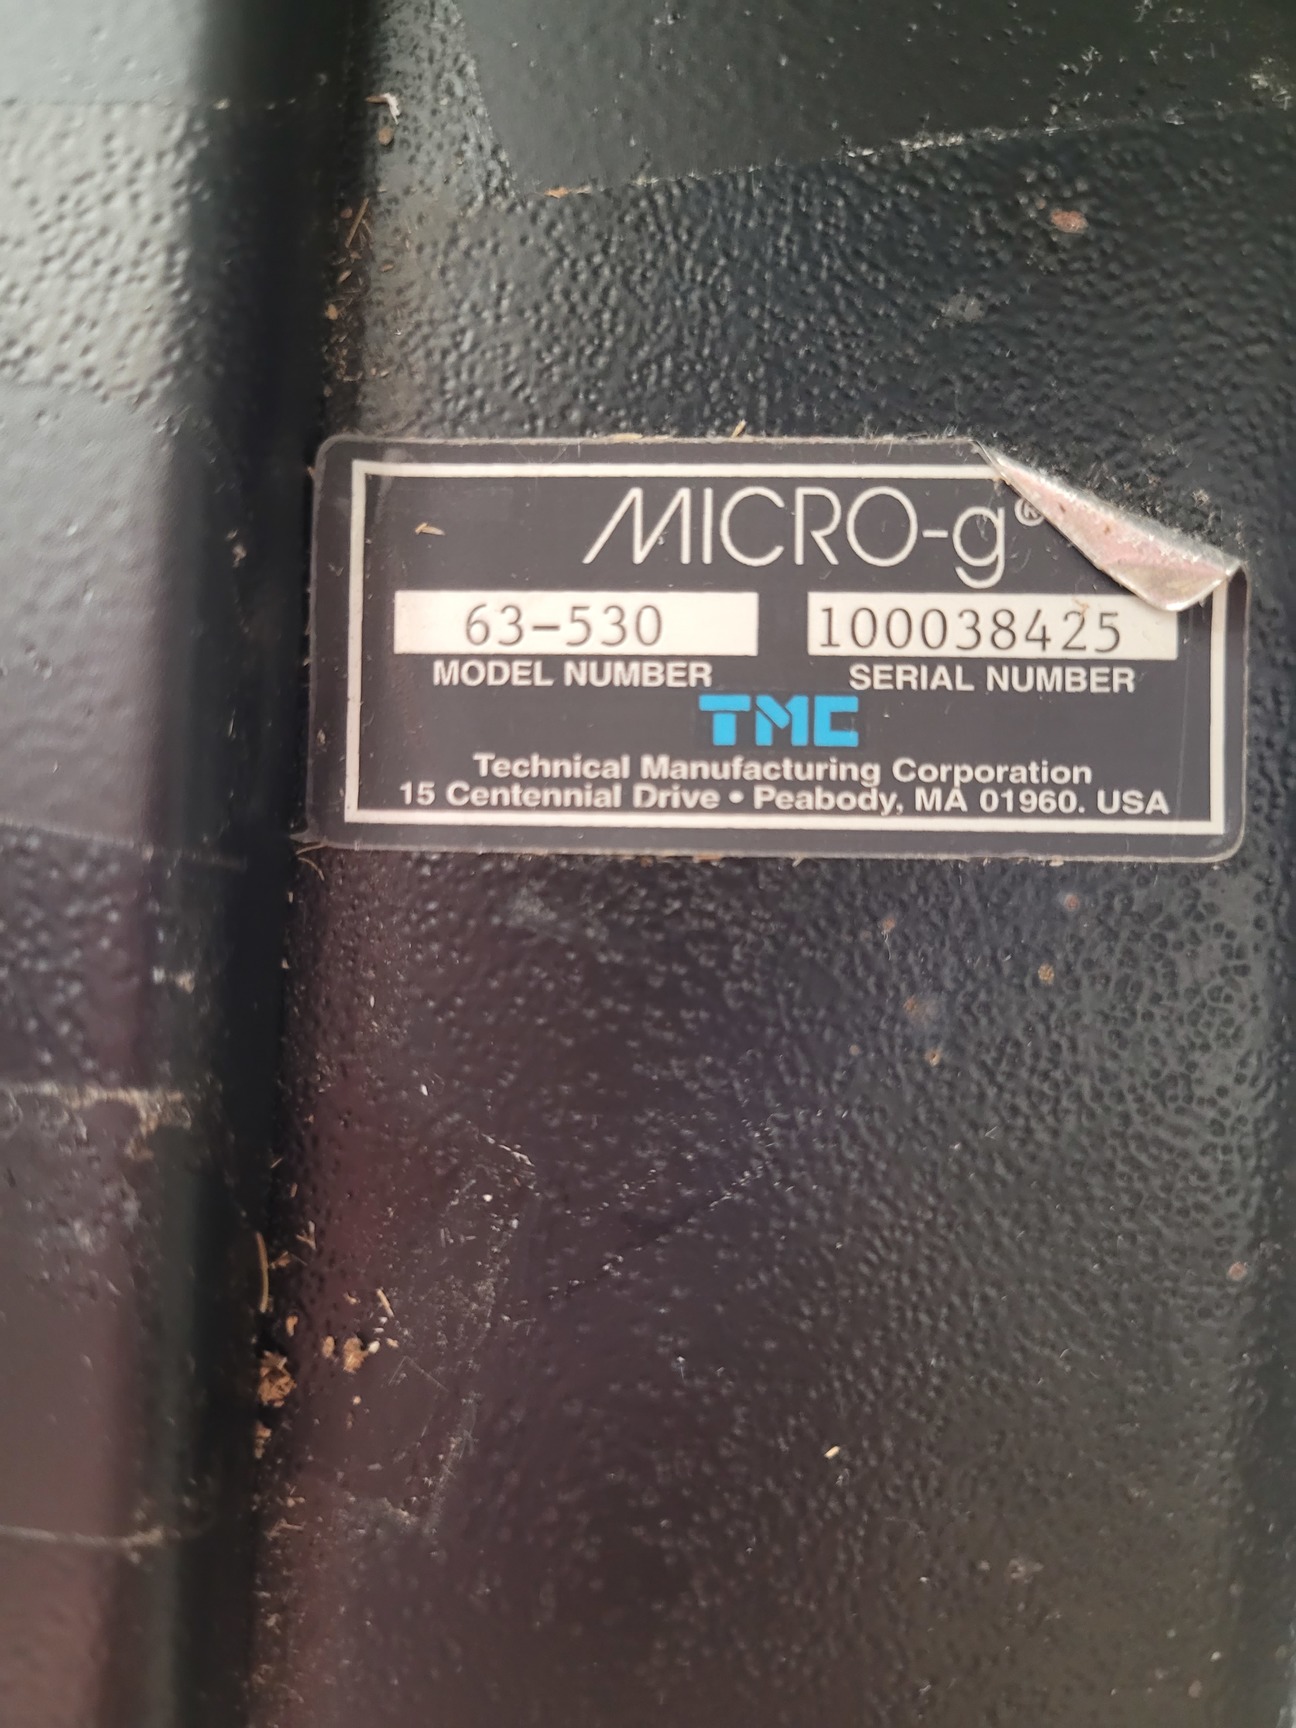 MICRO-g®
63-530 100038425
MODEL NUMBER SERIAL NUMBER
TMC
Technical Manufacturing Corporation
15 Centennial Drive • Peabody, MA 01960. USA